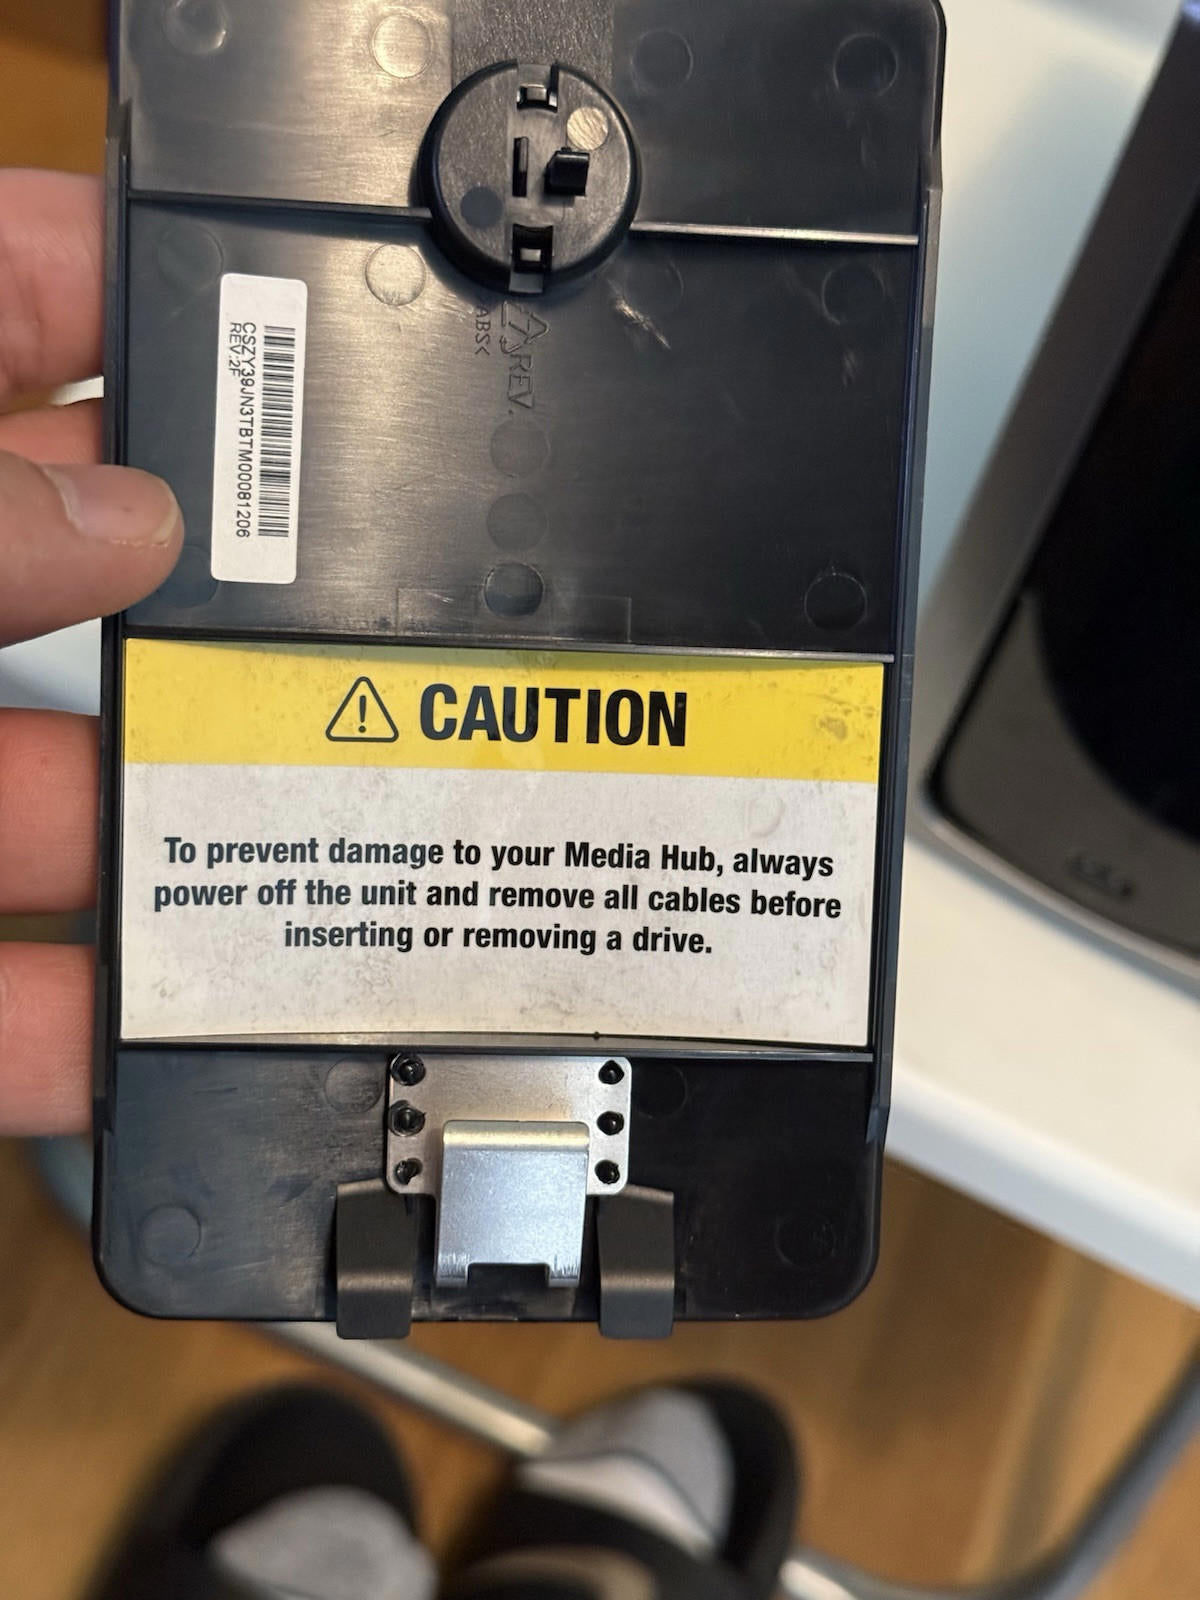 CSZY39JN3TBTM00081206
REV:2F
REV.
>ABS<
CAUTION
To prevent damage to your Media Hub, always
power off the unit and remove all cables before
inserting or removing a drive.